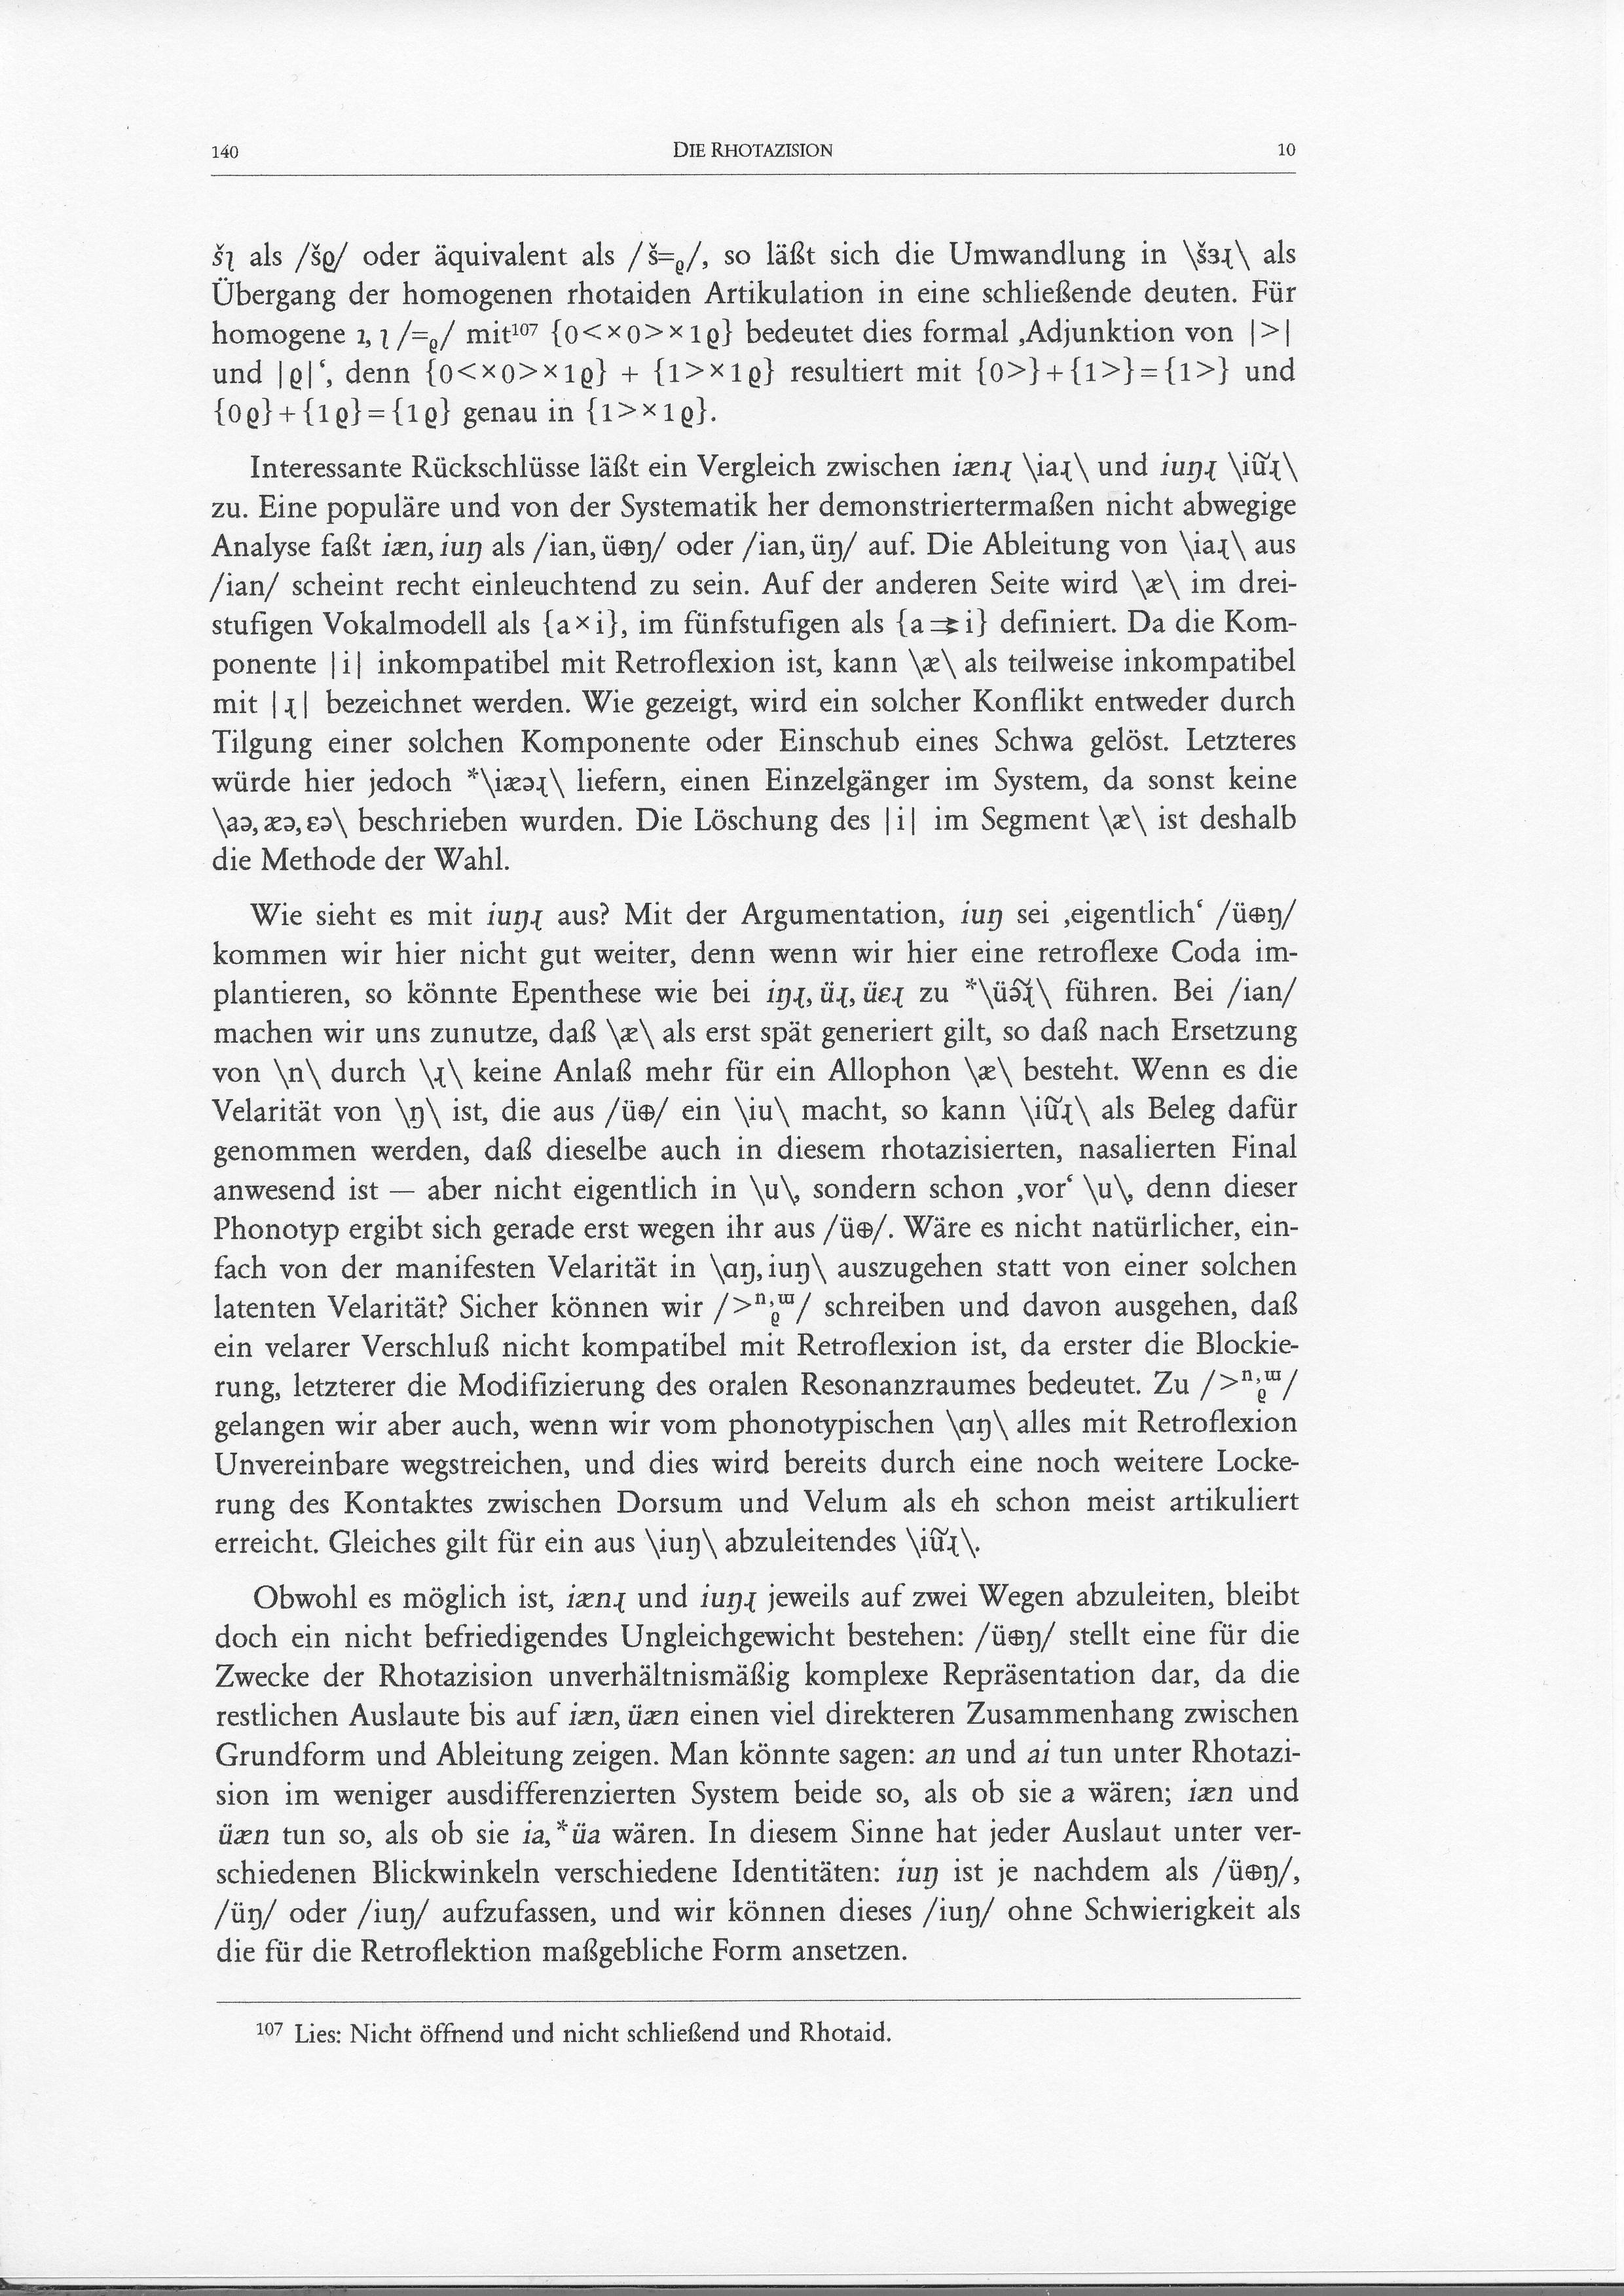 140 DIE RHOTAZISION 10
šʅ als /šϱ/ oder äquivalent als /š=ᵨ/, so läßt sich die Umwandlung in \šɜɻ\ als
Übergang der homogenen rhotaiden Artikulation in eine schließende deuten. Für
homogene ɿ, ʅ /=ᵨ/ mit¹⁰⁷ {0<×0>×1ϱ} bedeutet dies formal ‚Adjunktion von |>|
und |ϱ|‘, denn {0<×0>×1ϱ} + {1>×1ϱ} resultiert mit {0>}+{1>}={1>} und
{0ϱ}+{1ϱ}={1ϱ} genau in {1>×1ϱ}.
Interessante Rückschlüsse läßt ein Vergleich zwischen iænɻ \iaɻ\ und iuŋɻ \iũɻ̃\
zu. Eine populäre und von der Systematik her demonstriertermaßen nicht abwegige
Analyse faßt iæn, iuŋ als /ian, ü⊕ŋ/ oder /ian, üŋ/ auf. Die Ableitung von \iaɻ\ aus
/ian/ scheint recht einleuchtend zu sein. Auf der anderen Seite wird \æ\ im drei-
stufigen Vokalmodell als {a×i}, im fünfstufigen als {a⥱i} definiert. Da die Kom-
ponente |i| inkompatibel mit Retroflexion ist, kann \æ\ als teilweise inkompatibel
mit |ɻ| bezeichnet werden. Wie gezeigt, wird ein solcher Konflikt entweder durch
Tilgung einer solchen Komponente oder Einschub eines Schwa gelöst. Letzteres
würde hier jedoch *\iæəɻ\ liefern, einen Einzelgänger im System, da sonst keine
\aə, æə, ɛə\ beschrieben wurden. Die Löschung des |i| im Segment \æ\ ist deshalb
die Methode der Wahl.
Wie sieht es mit iuŋɻ aus? Mit der Argumentation, iuŋ sei ‚eigentlich‘ /ü⊕ŋ/
kommen wir hier nicht gut weiter, denn wenn wir hier eine retroflexe Coda im-
plantieren, so könnte Epenthese wie bei iŋɻ, üɻ, üɛɻ zu *\üə̃ɻ̃\ führen. Bei /ian/
machen wir uns zunutze, daß \æ\ als erst spät generiert gilt, so daß nach Ersetzung
von \n\ durch \ɻ\ keine Anlaß mehr für ein Allophon \æ\ besteht. Wenn es die
Velarität von \ŋ\ ist, die aus /ü⊕/ ein \iu\ macht, so kann \iũɻ̃\ als Beleg dafür
genommen werden, daß dieselbe auch in diesem rhotazisierten, nasalierten Final
anwesend ist — aber nicht eigentlich in \u\, sondern schon ‚vor‘ \u\, denn dieser
Phonotyp ergibt sich gerade erst wegen ihr aus /ü⊕/. Wäre es nicht natürlicher, ein-
fach von der manifesten Velarität in \ɑŋ, iuŋ\ auszugehen statt von einer solchen
latenten Velarität? Sicher können wir />ⁿ,ᵚᵨ/ schreiben und davon ausgehen, daß
ein velarer Verschluß nicht kompatibel mit Retroflexion ist, da erster die Blockie-
rung, letzterer die Modifizierung des oralen Resonanzraumes bedeutet. Zu />ⁿ,ᵚᵨ/
gelangen wir aber auch, wenn wir vom phonotypischen \ɑŋ\ alles mit Retroflexion
Unvereinbare wegstreichen, und dies wird bereits durch eine noch weitere Locke-
rung des Kontaktes zwischen Dorsum und Velum als eh schon meist artikuliert
erreicht. Gleiches gilt für ein aus \iuŋ\ abzuleitendes \iũɻ̃\.
Obwohl es möglich ist, iænɻ und iuŋɻ jeweils auf zwei Wegen abzuleiten, bleibt
doch ein nicht befriedigendes Ungleichgewicht bestehen: /ü⊕ŋ/ stellt eine für die
Zwecke der Rhotazision unverhältnismäßig komplexe Repräsentation dar, da die
restlichen Auslaute bis auf iæn, üæn einen viel direkteren Zusammenhang zwischen
Grundform und Ableitung zeigen. Man könnte sagen: an und ai tun unter Rhotazi-
sion im weniger ausdifferenzierten System beide so, als ob sie a wären; iæn und
üæn tun so, als ob sie ia, *üa wären. In diesem Sinne hat jeder Auslaut unter ver-
schiedenen Blickwinkeln verschiedene Identitäten: iuŋ ist je nachdem als /ü⊕ŋ/,
/üŋ/ oder /iuŋ/ aufzufassen, und wir können dieses /iuŋ/ ohne Schwierigkeit als
die für die Retroflektion maßgebliche Form ansetzen.
¹⁰⁷ Lies: Nicht öffnend und nicht schließend und Rhotaid.